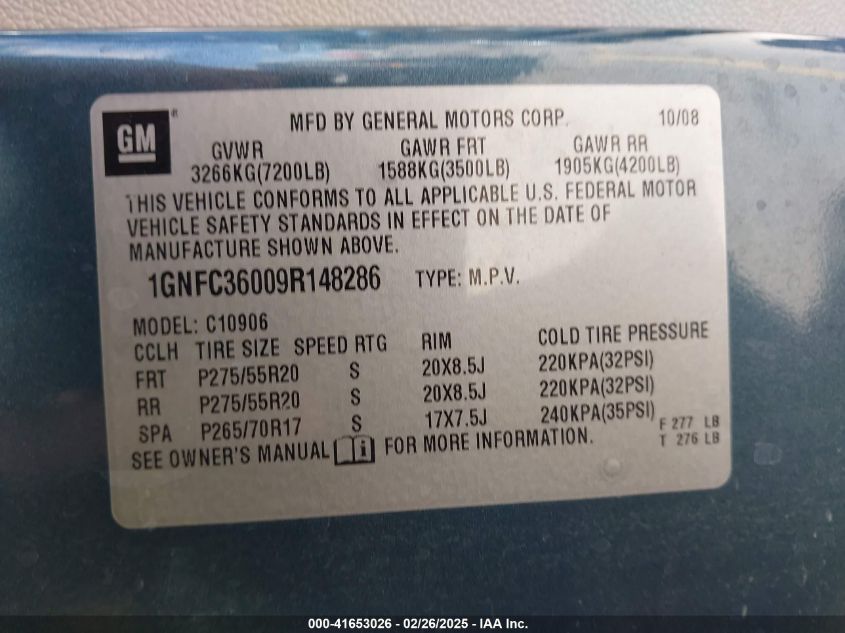 GM ® MFD BY GENERAL MOTORS CORP. 10/08
GVWR GAWR FRT GAWR RR
3266KG(7200LB) 1588KG(3500LB) 1905KG(4200LB)
THIS VEHICLE CONFORMS TO ALL APPLICABLE U.S. FEDERAL MOTOR
VEHICLE SAFETY STANDARDS IN EFFECT ON THE DATE OF
MANUFACTURE SHOWN ABOVE.
1GNFC36009R148286 TYPE: M.P.V.
MODEL: C10906
CCLH TIRE SIZE SPEED RTG RIM COLD TIRE PRESSURE
FRT P275/55R20 S 20X8.5J 220KPA(32PSI)
RR P275/55R20 S 20X8.5J 220KPA(32PSI)
SPA P265/70R17 S 17X7.5J 240KPA(35PSI) F 277 LB
SEE OWNER'S MANUAL i FOR MORE INFORMATION. T 276 LB
000-41653026 - 02/26/2025 - IAA Inc.